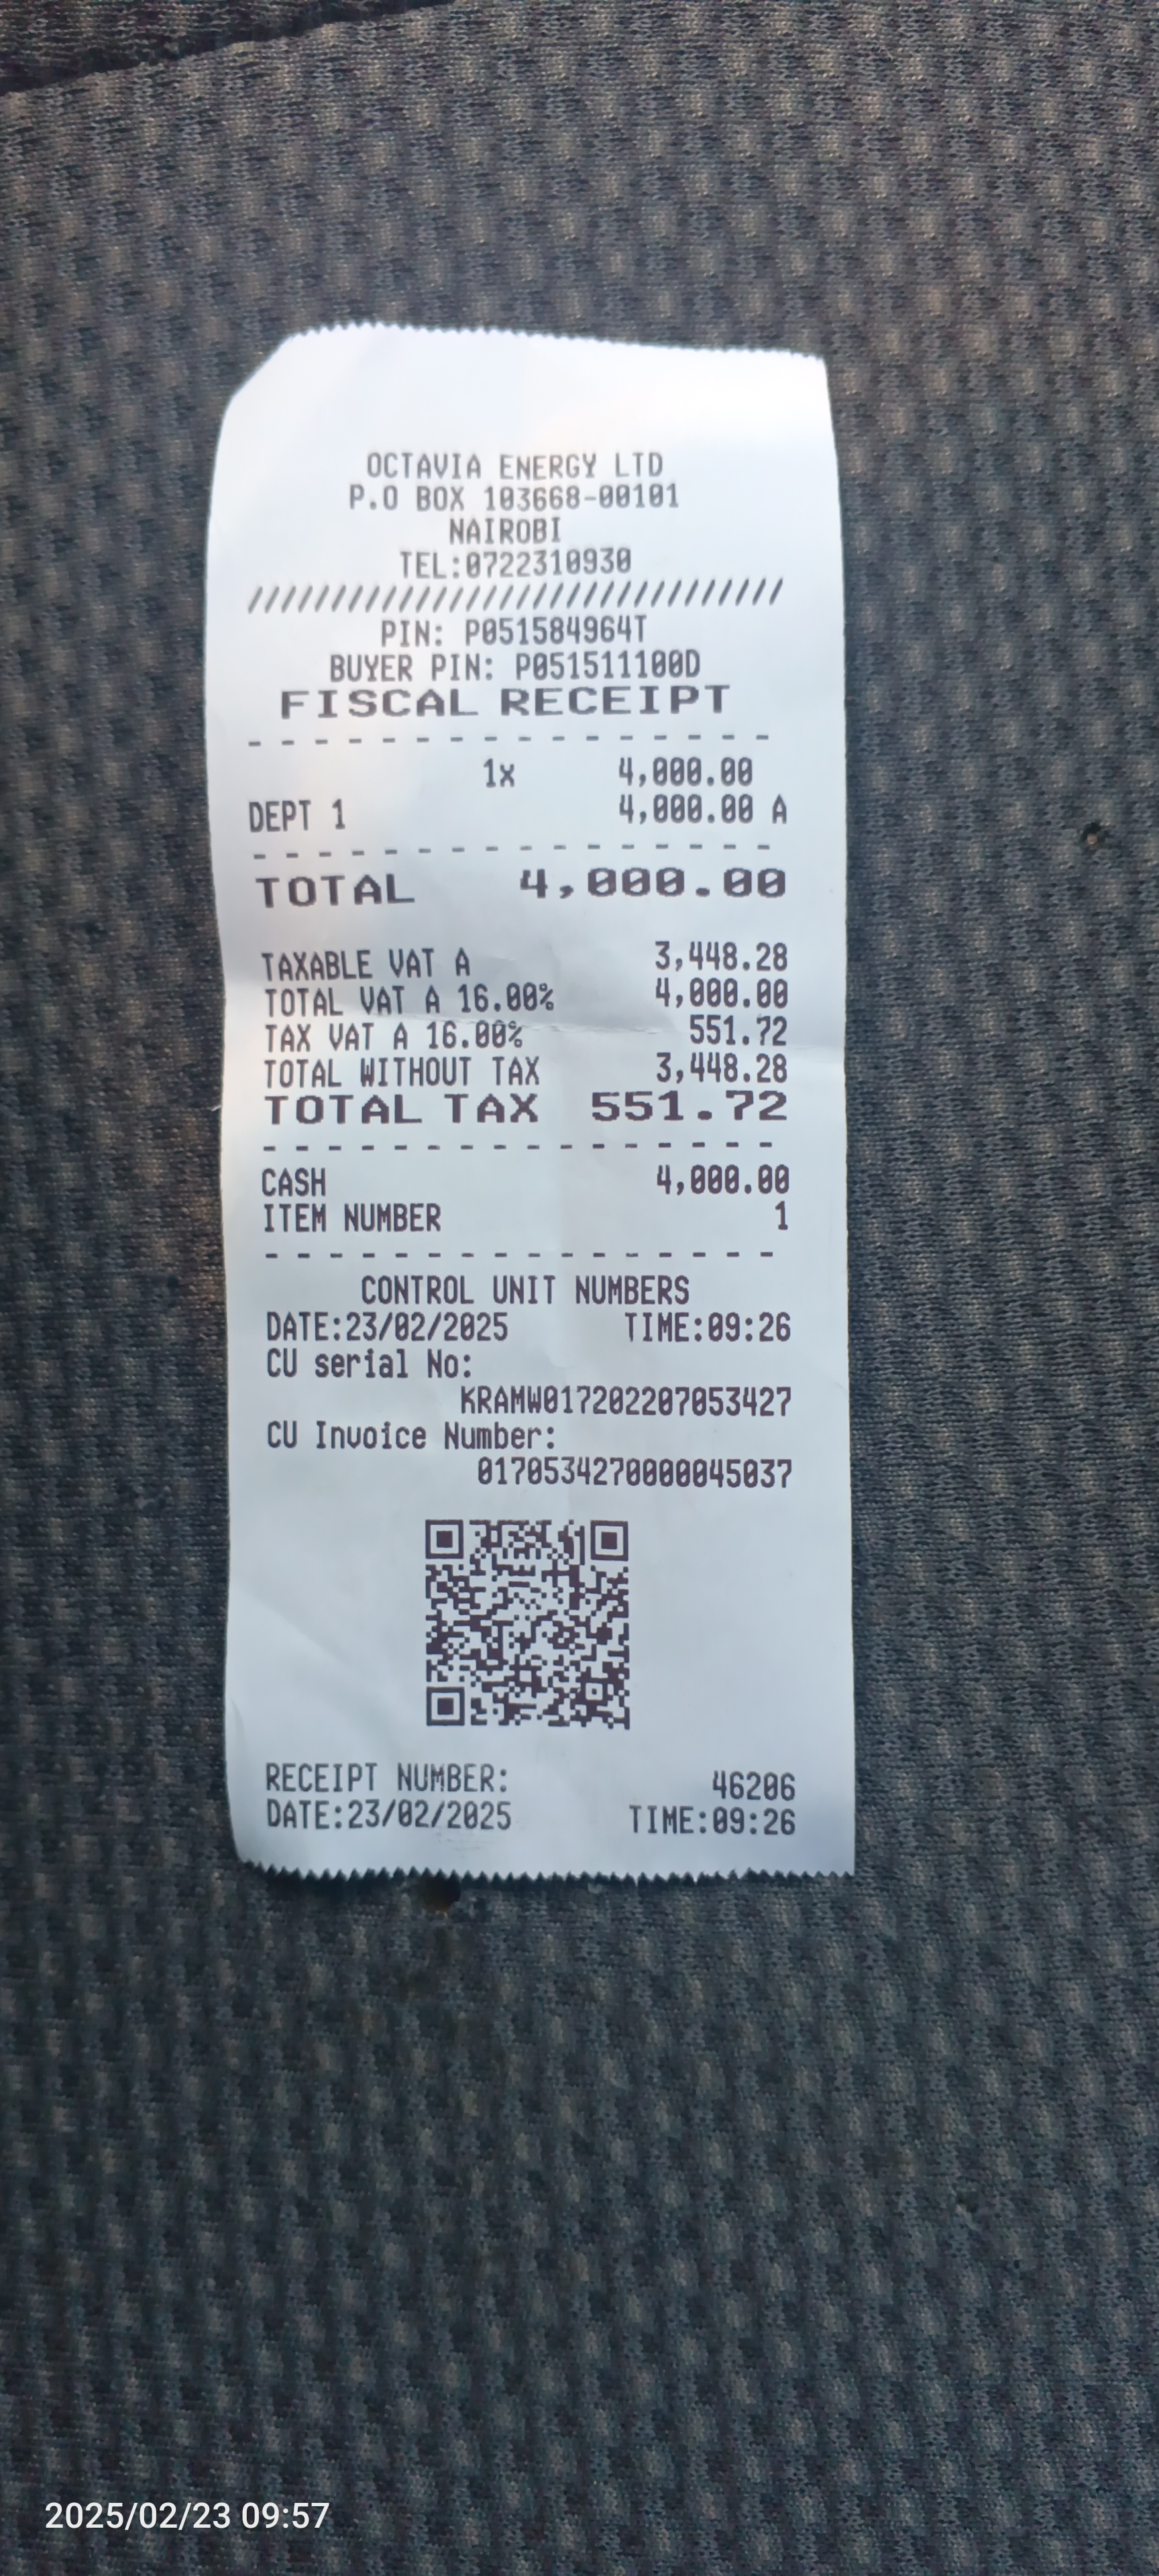 OCTAVIA ENERGY LTD
P.O BOX 103668-00101
NAIROBI
TEL:0722310930
////////////////////////////////
PIN: P051584964T
BUYER PIN: P051511100D
FISCAL RECEIPT
- - - - - - - - - - - - - - - -
1x 4,000.00
DEPT 1 4,000.00 A
- - - - - - - - - - - - - - - -
TOTAL 4,000.00
TAXABLE VAT A 3,448.28
TOTAL VAT A 16.00% 4,000.00
TAX VAT A 16.00% 551.72
TOTAL WITHOUT TAX 3,448.28
TOTAL TAX 551.72
- - - - - - - - - - - - - - - -
CASH 4,000.00
ITEM NUMBER 1
- - - - - - - - - - - - - - - -
CONTROL UNIT NUMBERS
DATE:23/02/2025 TIME:09:26
CU serial No:
KRAMW017202207053427
CU Invoice Number:
0170534270000045037
RECEIPT NUMBER: 46206
DATE:23/02/2025 TIME:09:26
2025/02/23 09:57